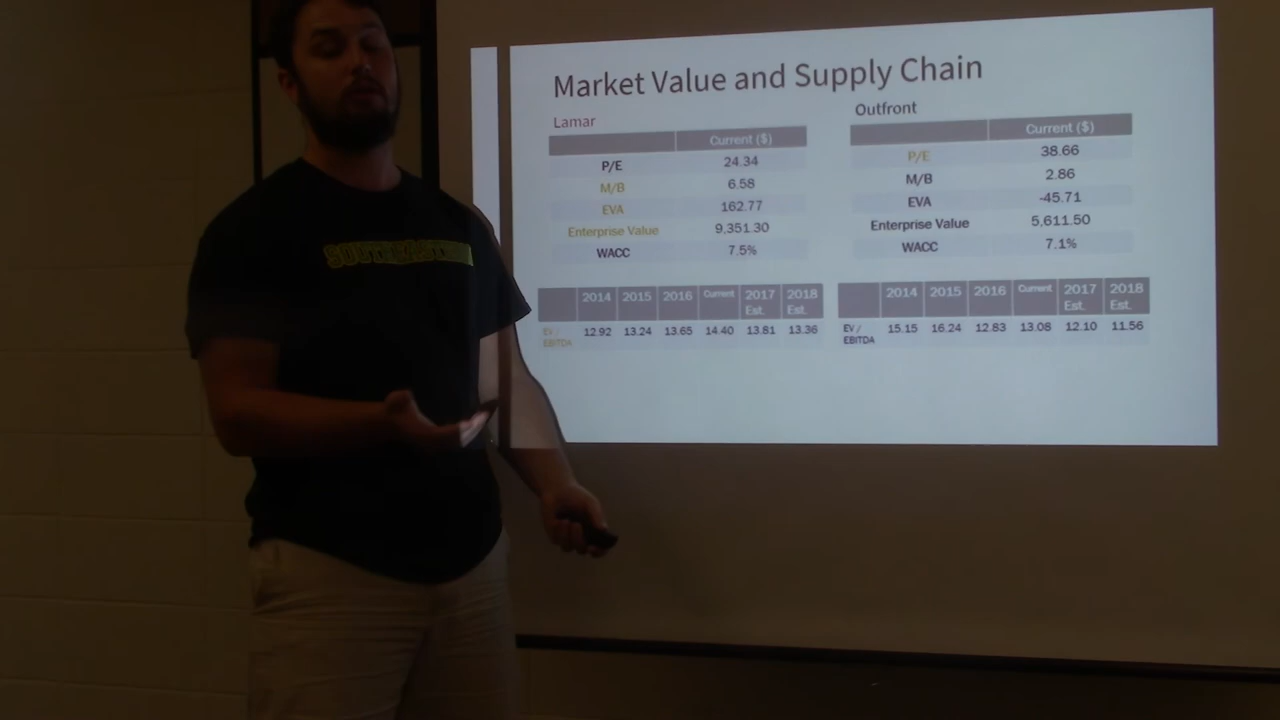 Market Value and Supply Chain
Lamar
Current ($)
P/E 24.34
M/B 6.58
EVA 162.77
Enterprise Value 9,351.30
WACC 7.5%
2014 2015 2016 Current 2017 Est. 2018 Est.
EV / EBITDA 12.92 13.24 13.65 14.40 13.81 13.36
Outfront
Current ($)
P/E 38.66
M/B 2.86
EVA -45.71
Enterprise Value 5,611.50
WACC 7.1%
2014 2015 2016 Current 2017 Est. 2018 Est.
EV / EBITDA 15.15 16.24 12.83 13.08 12.10 11.56